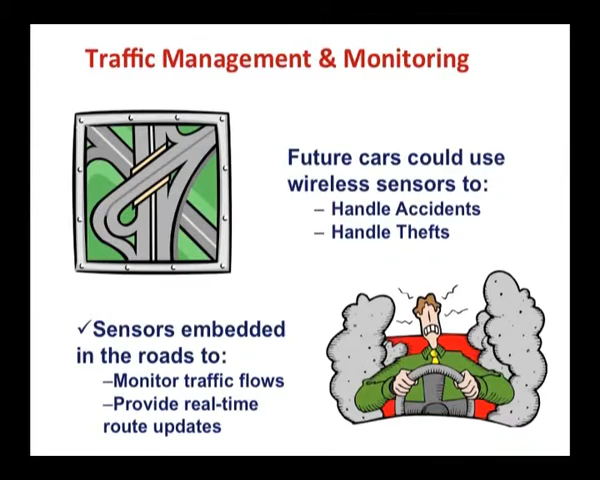 Traffic Management & Monitoring
Future cars could use
wireless sensors to:
– Handle Accidents
– Handle Thefts
✓Sensors embedded
in the roads to:
–Monitor traffic flows
–Provide real-time
route updates